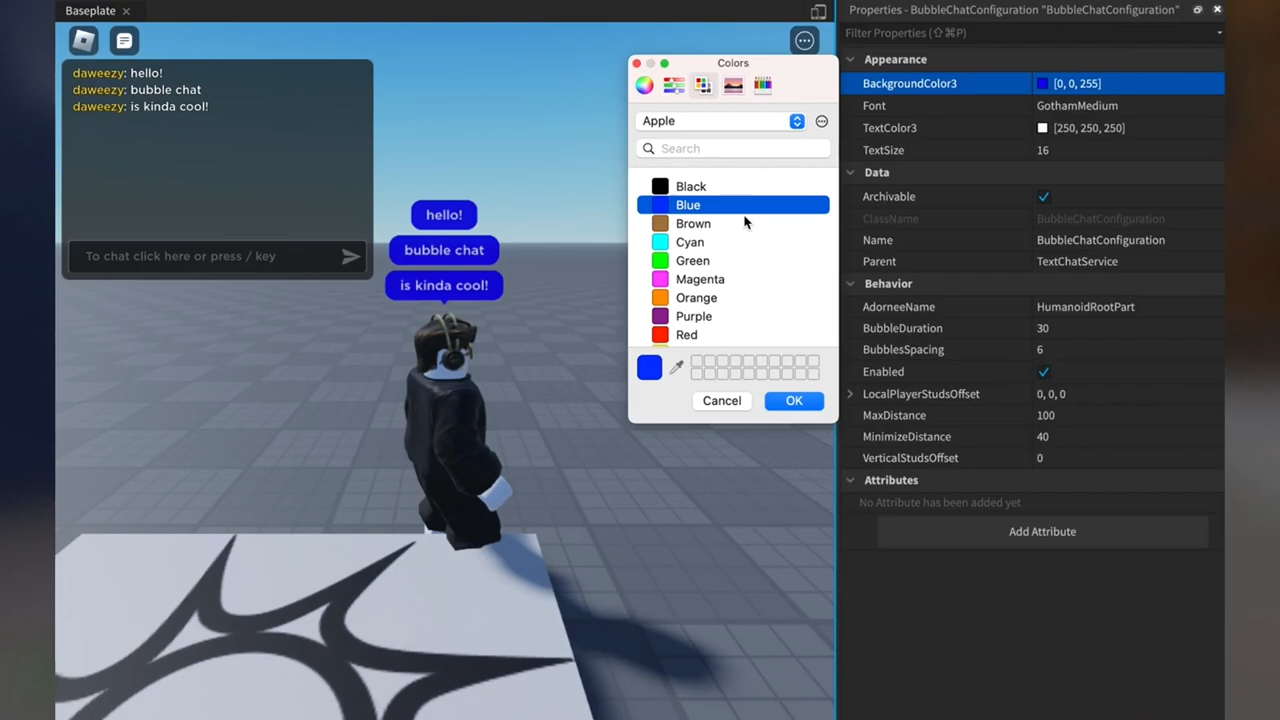 Baseplate
daweezy: hello!
daweezy: bubble chat
daweezy: is kinda cool!
To chat click here or press / key
hello!
bubble chat
is kinda cool!
Colors
Apple
Search
Black
Blue
Brown
Cyan
Green
Magenta
Orange
Purple
Red
Cancel
OK
Properties - BubbleChatConfiguration "BubbleChatConfiguration"
Filter Properties (⇧⌘P)
Appearance
BackgroundColor3 [0, 0, 255]
Font GothamMedium
TextColor3 [250, 250, 250]
TextSize 16
Data
Archivable
ClassName BubbleChatConfiguration
Name BubbleChatConfiguration
Parent TextChatService
Behavior
AdorneeName HumanoidRootPart
BubbleDuration 30
BubblesSpacing 6
Enabled
LocalPlayerStudsOffset 0, 0, 0
MaxDistance 100
MinimizeDistance 40
VerticalStudsOffset 0
Attributes
No Attribute has been added yet
Add Attribute